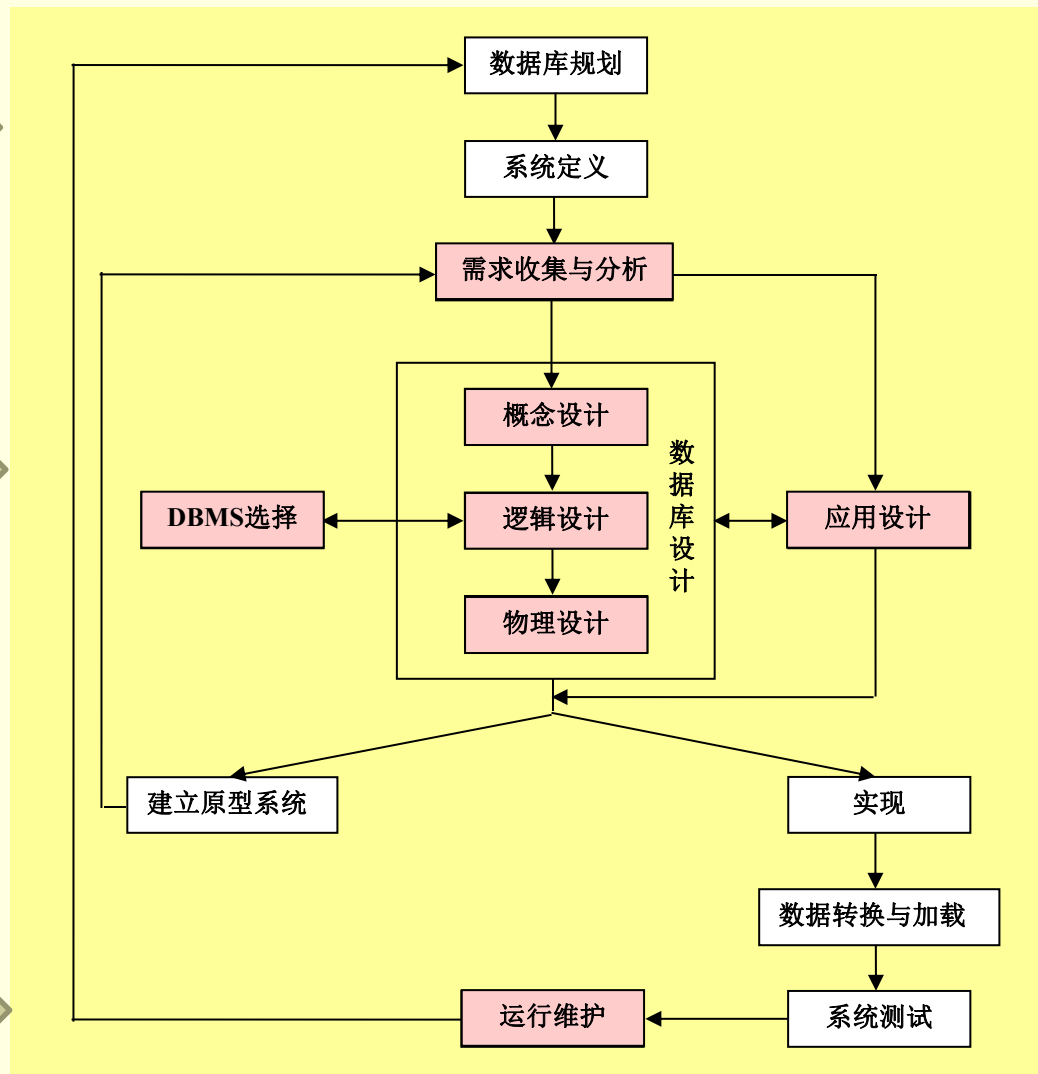 数据库规划
系统定义
需求收集与分析
概念设计
数据库设计
DBMS选择
逻辑设计
应用设计
物理设计
建立原型系统
实现
数据转换与加载
运行维护
系统测试